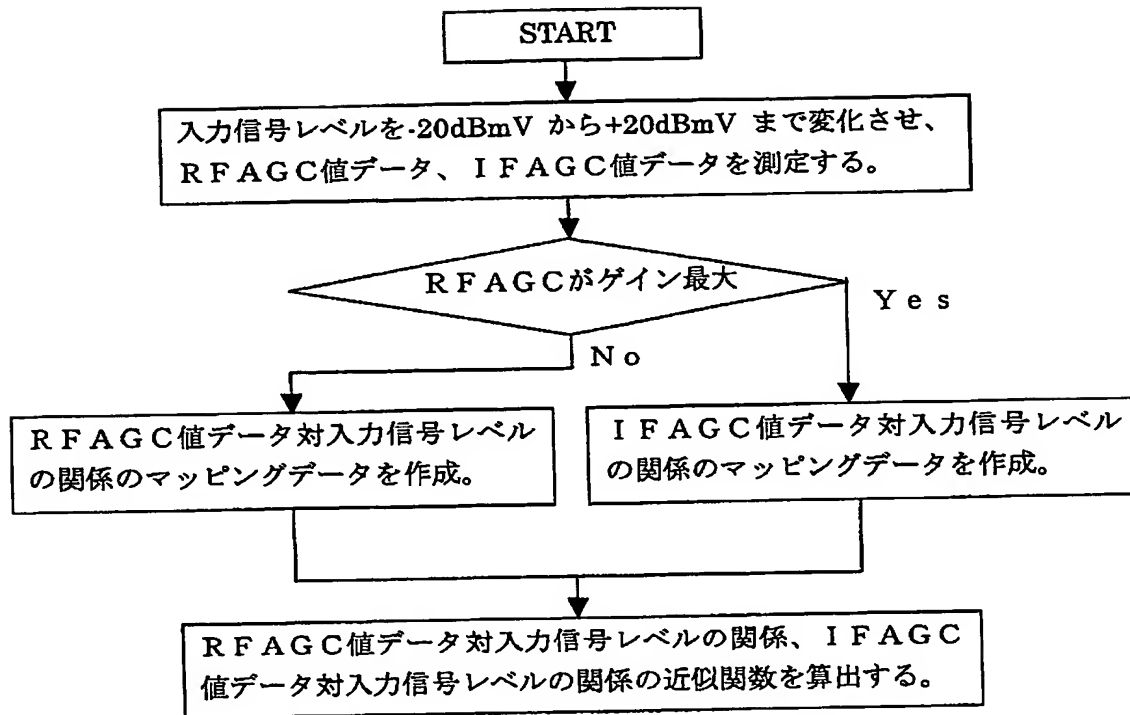 START
入力信号レベルを-20dBmV から+20dBmV まで変化させ、
ＲＦＡＧＣ値データ、ＩＦＡＧＣ値データを測定する。
ＲＦＡＧＣがゲイン最大
Ｙｅｓ
Ｎｏ
ＲＦＡＧＣ値データ対入力信号レベル
の関係のマッピングデータを作成。
ＩＦＡＧＣ値データ対入力信号レベル
の関係のマッピングデータを作成。
ＲＦＡＧＣ値データ対入力信号レベルの関係、ＩＦＡＧＣ
値データ対入力信号レベルの関係の近似関数を算出する。